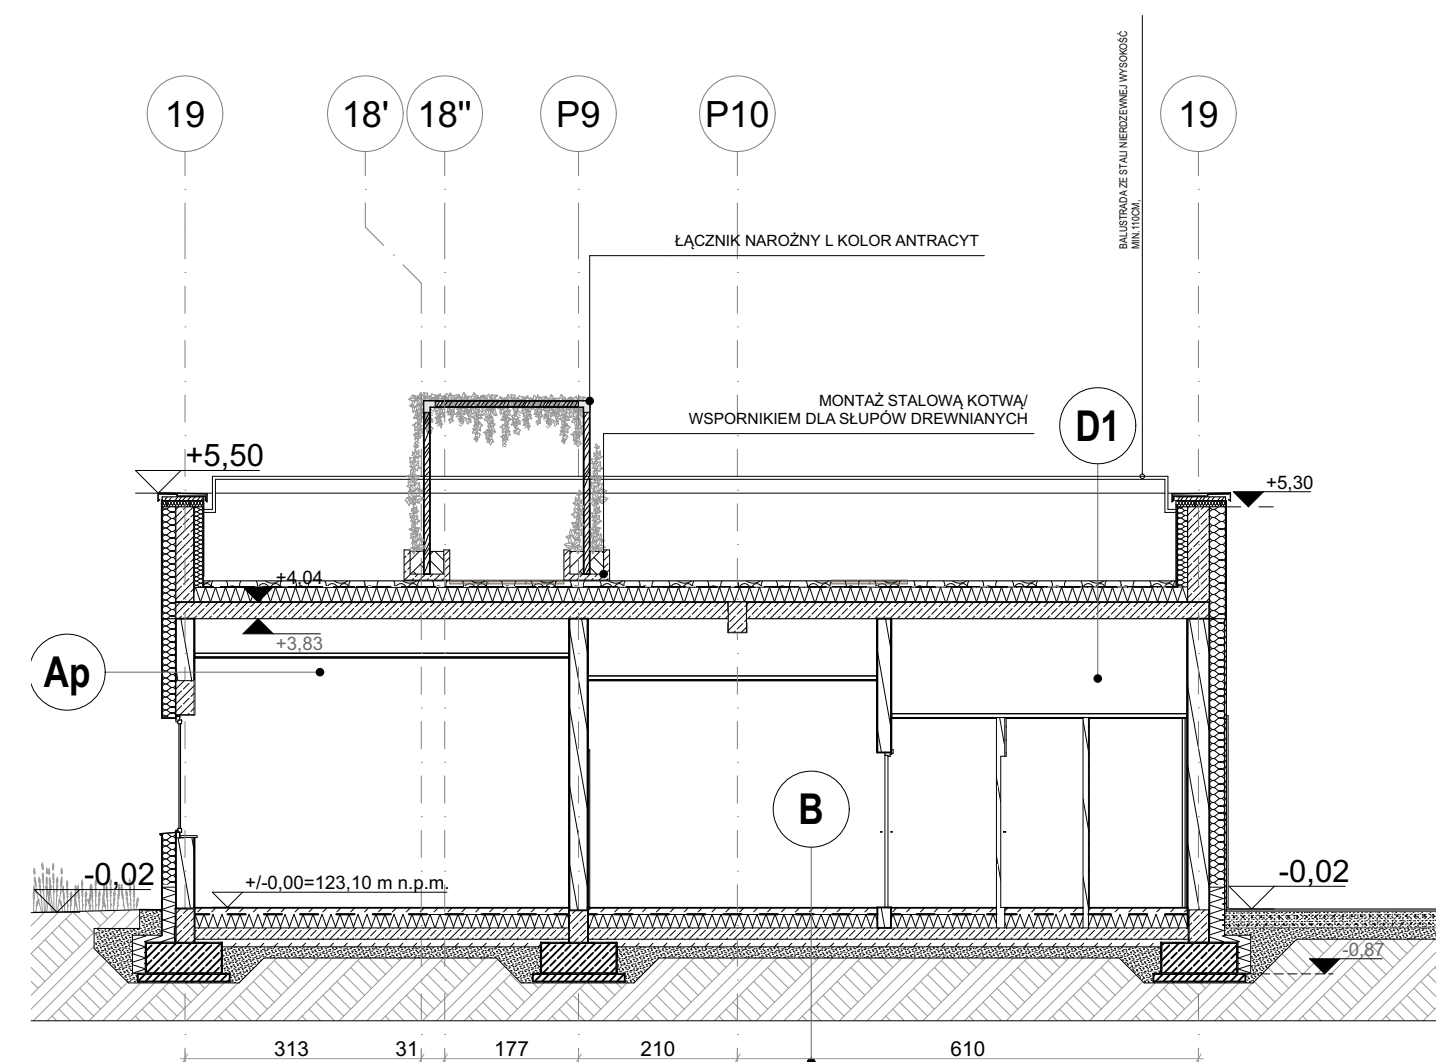 19
18'
18"
P9
P10
19
BALUSTRADA ZE STALI NIERDZEWNEJ WYSOKOŚĆ
MIN.110CM,
ŁĄCZNIK NAROŻNY L KOLOR ANTRACYT
MONTAŻ STALOWĄ KOTWĄ/
WSPORNIKIEM DLA SŁUPÓW DREWNIANYCH
D1
+5,50
+5,30
+4,04
+3,83
Ap
B
-0,02
+/-0,00=123,10 m n.p.m.
-0,02
-0,87
313
31
177
210
610